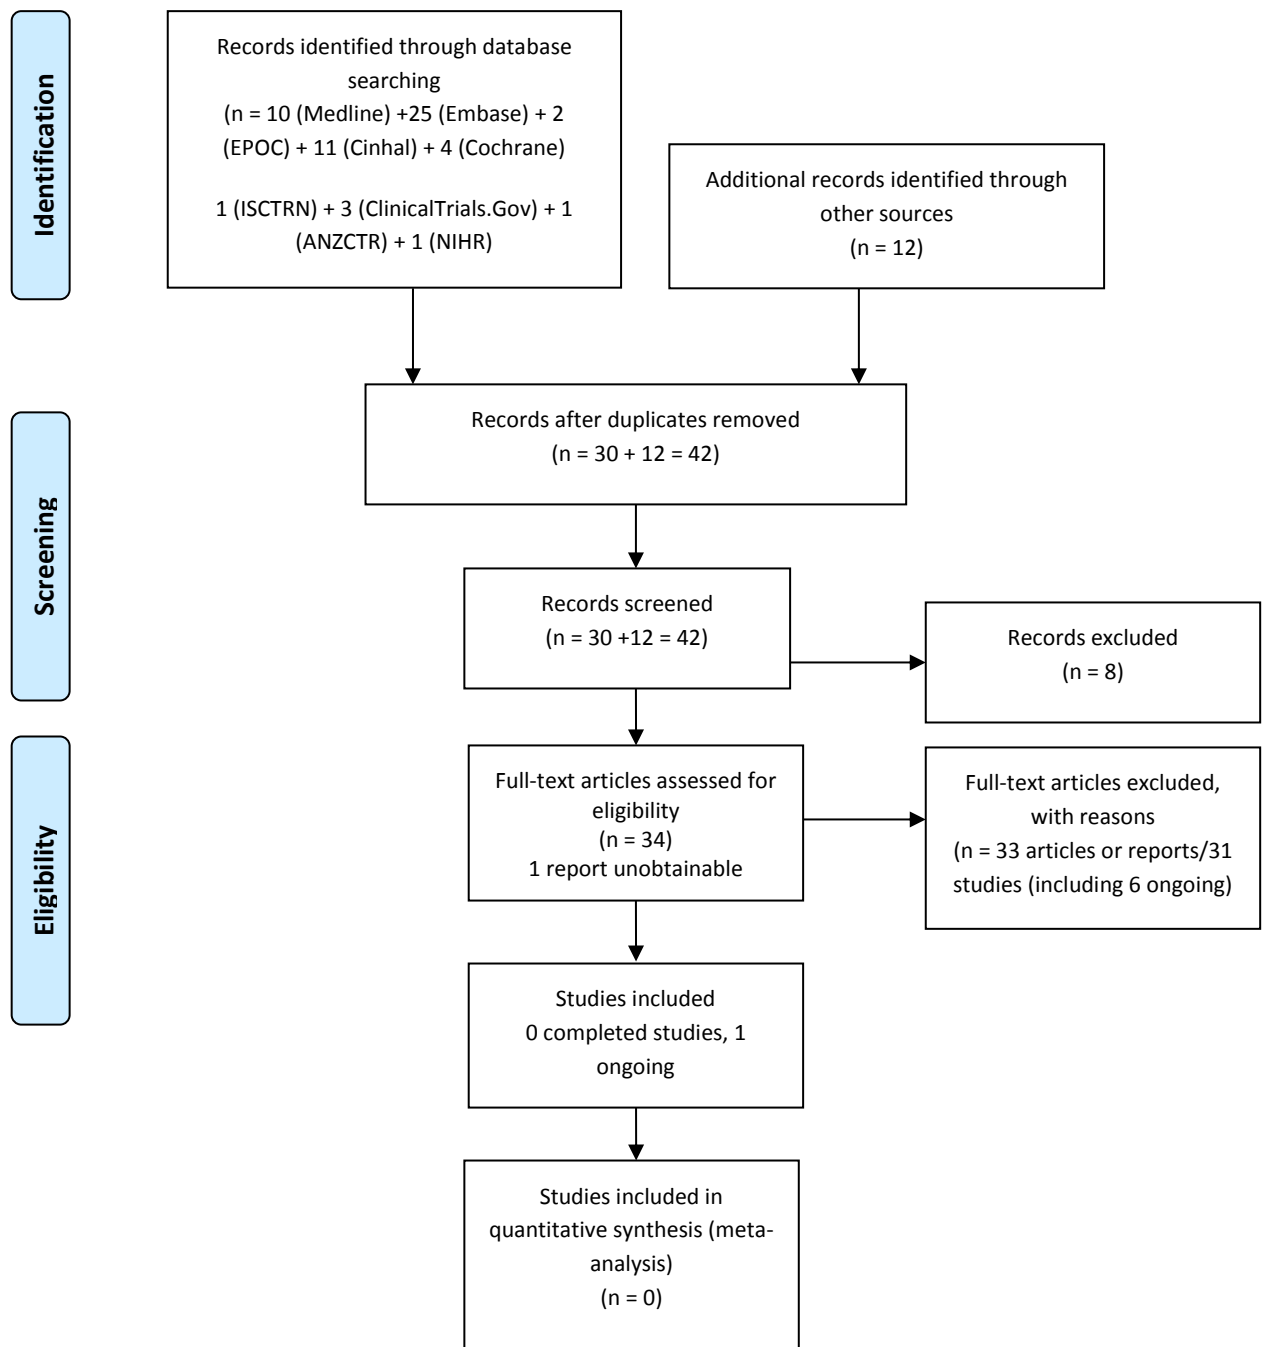 Identification
Records identified through database
searching
(n = 10 (Medline) +25 (Embase) + 2
(EPOC) + 11 (Cinhal) + 4 (Cochrane)
1 (ISCTRN) + 3 (ClinicalTrials.Gov) + 1
(ANZCTR) + 1 (NIHR)
Additional records identified through
other sources
(n = 12)
Records after duplicates removed
(n = 30 + 12 = 42)
Screening
Records screened
(n = 30 +12 = 42)
Records excluded
(n = 8)
Eligibility
Full-text articles assessed for
eligibility
(n = 34)
1 report unobtainable
Full-text articles excluded,
with reasons
(n = 33 articles or reports/31
studies (including 6 ongoing)
Studies included
0 completed studies, 1
ongoing
Studies included in
quantitative synthesis (meta-
analysis)
(n = 0)